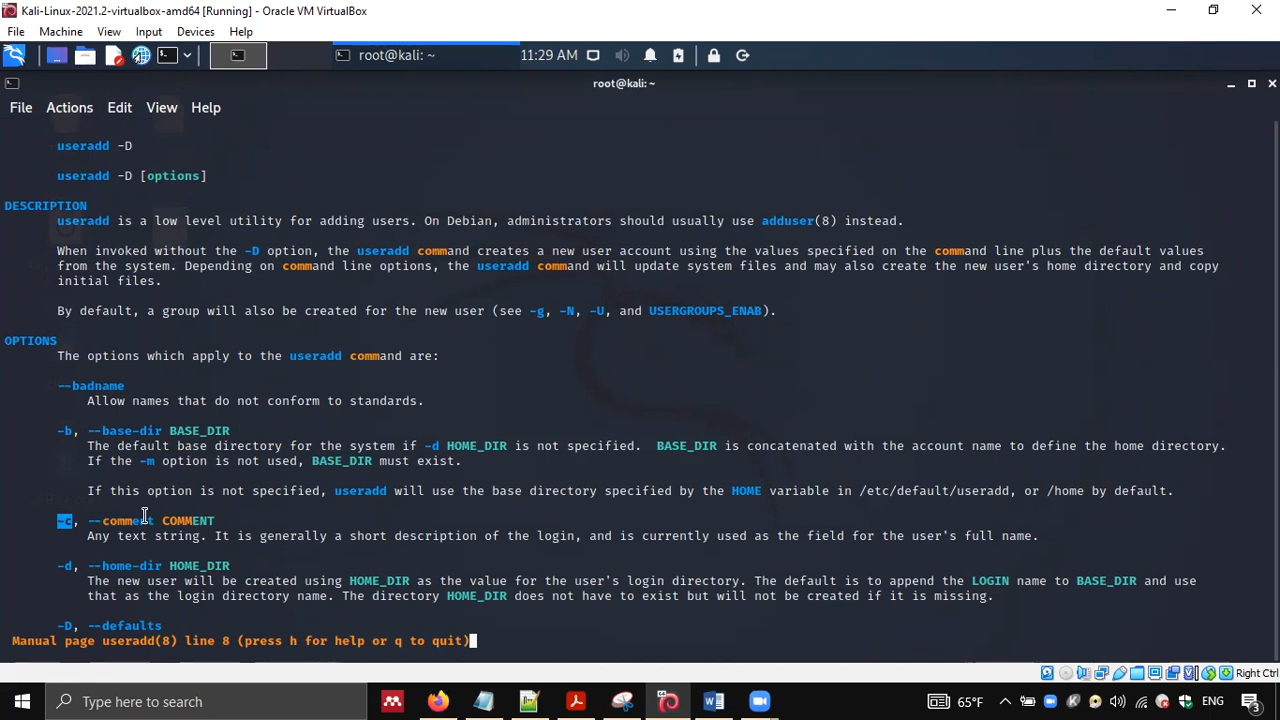 Kali-Linux-2021.2-virtualbox-amd64 [Running] - Oracle VM VirtualBox
File Machine View Input Devices Help
root@kali: ~ 11:29 AM
root@kali:~
File Actions Edit View Help
useradd -D
useradd -D [options]
DESCRIPTION
useradd is a low level utility for adding users. On Debian, administrators should usually use adduser(8) instead.
When invoked without the -D option, the useradd command creates a new user account using the values specified on the command line plus the default values
from the system. Depending on command line options, the useradd command will update system files and may also create the new user's home directory and copy
initial files.
By default, a group will also be created for the new user (see -g, -N, -U, and USERGROUPS_ENAB).
OPTIONS
The options which apply to the useradd command are:
--badname
Allow names that do not conform to standards.
-b, --base-dir BASE_DIR
The default base directory for the system if -d HOME_DIR is not specified. BASE_DIR is concatenated with the account name to define the home directory.
If the -m option is not used, BASE_DIR must exist.
If this option is not specified, useradd will use the base directory specified by the HOME variable in /etc/default/useradd, or /home by default.
-c, --comment COMMENT
Any text string. It is generally a short description of the login, and is currently used as the field for the user's full name.
-d, --home-dir HOME_DIR
The new user will be created using HOME_DIR as the value for the user's login directory. The default is to append the LOGIN name to BASE_DIR and use
that as the login directory name. The directory HOME_DIR does not have to exist but will not be created if it is missing.
-D, --defaults
Manual page useradd(8) line 8 (press h for help or q to quit)
Right Ctrl
Type here to search 65°F ENG 3